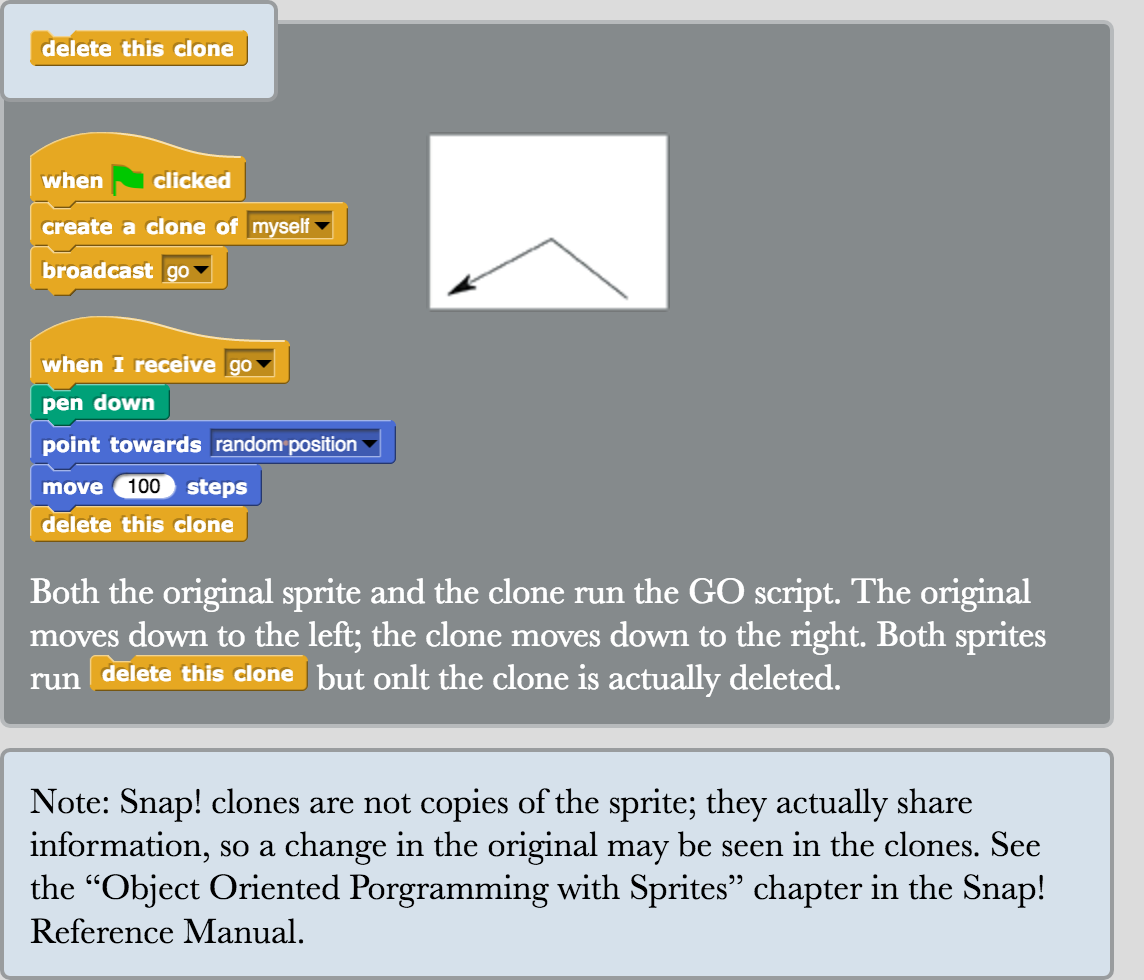 delete this clone
when clicked
create a clone of myself
broadcast go
when I receive go
pen down
point towards random position
move 100 steps
delete this clone
Both the original sprite and the clone run the GO script. The original
moves down to the left; the clone moves down to the right. Both sprites
run delete this clone but onlt the clone is actually deleted.
Note: Snap! clones are not copies of the sprite; they actually share
information, so a change in the original may be seen in the clones. See
the “Object Oriented Porgramming with Sprites” chapter in the Snap!
Reference Manual.